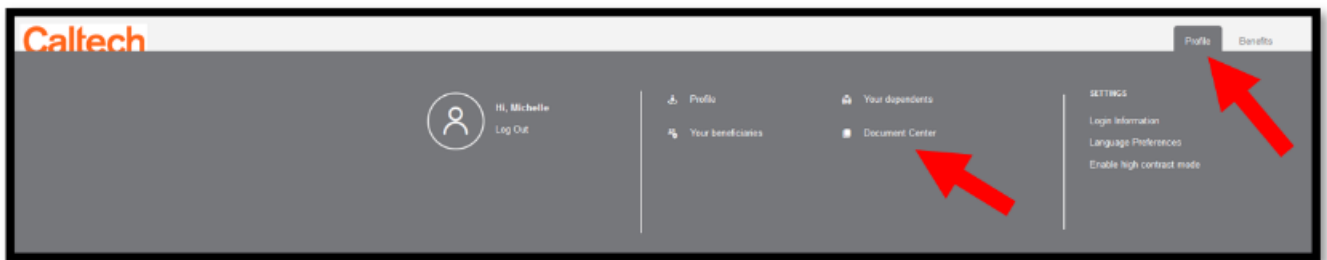 Caltech
Profile Benefits
Hi, Michelle
Log Out
Profile
Your dependents
Your beneficiaries
Document Center
SETTINGS
Login Information
Language Preferences
Enable high contrast mode